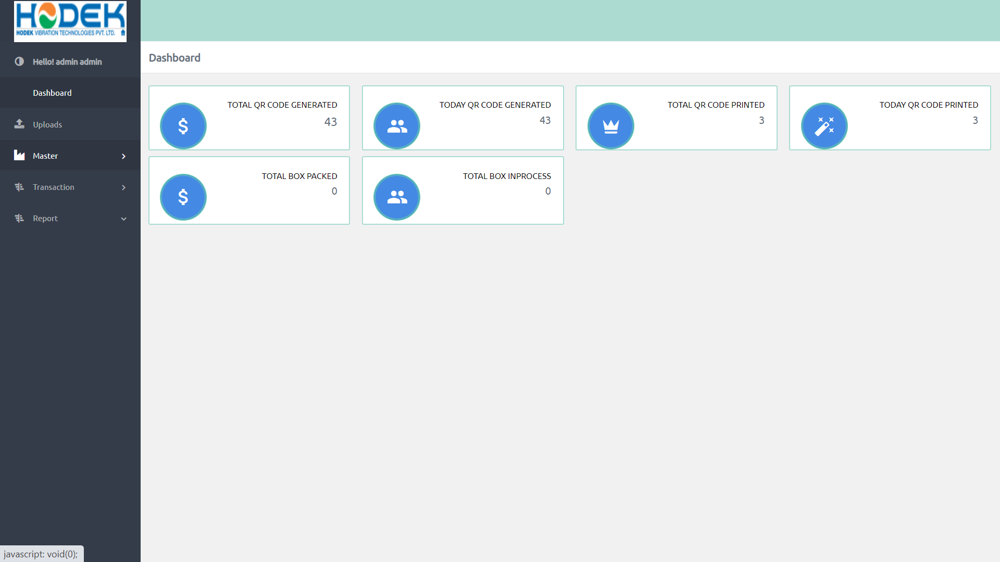 HODEK
HODEK VIBRATION TECHNOLOGIES PVT. LTD.
Hello! admin admin
Dashboard
Uploads
Master
Transaction
Report
Dashboard
TOTAL QR CODE GENERATED
43
TODAY QR CODE GENERATED
43
TOTAL QR CODE PRINTED
3
TODAY QR CODE PRINTED
3
TOTAL BOX PACKED
0
TOTAL BOX INPROCESS
0
javascript: void(0);